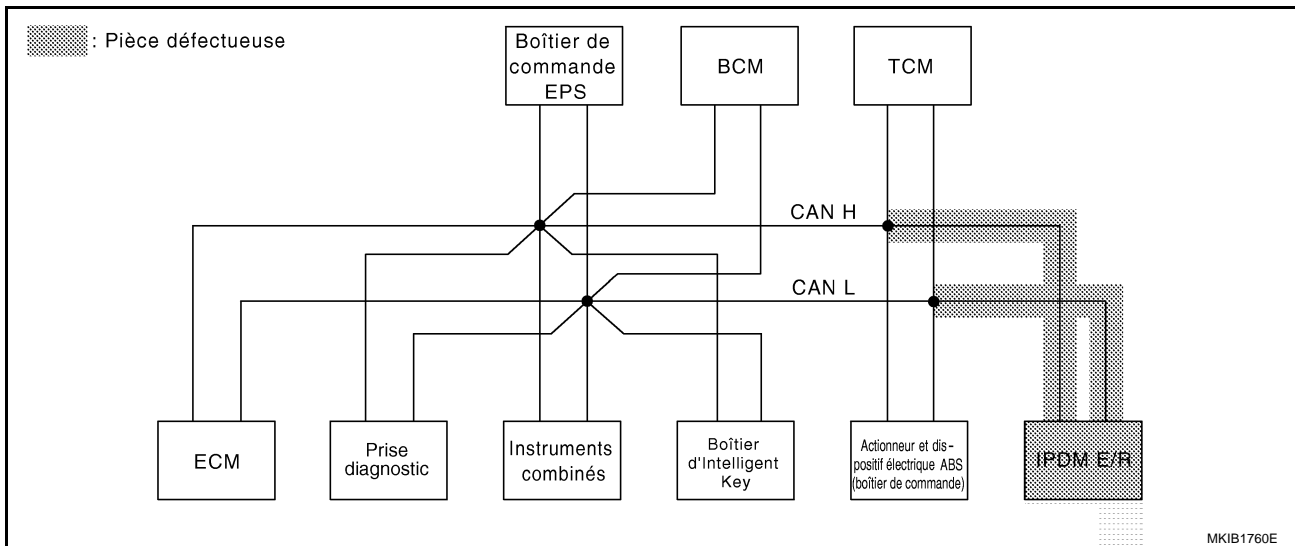 : Pièce défectueuse
Boîtier de
commande
EPS
BCM
TCM
CAN H
CAN L
ECM
Prise
diagnostic
Instruments
combinés
Boîtier
d'Intelligent
Key
Actionneur et dis-
positif électrique ABS
(boîtier de commande)
IPDM E/R
MKIB1760E